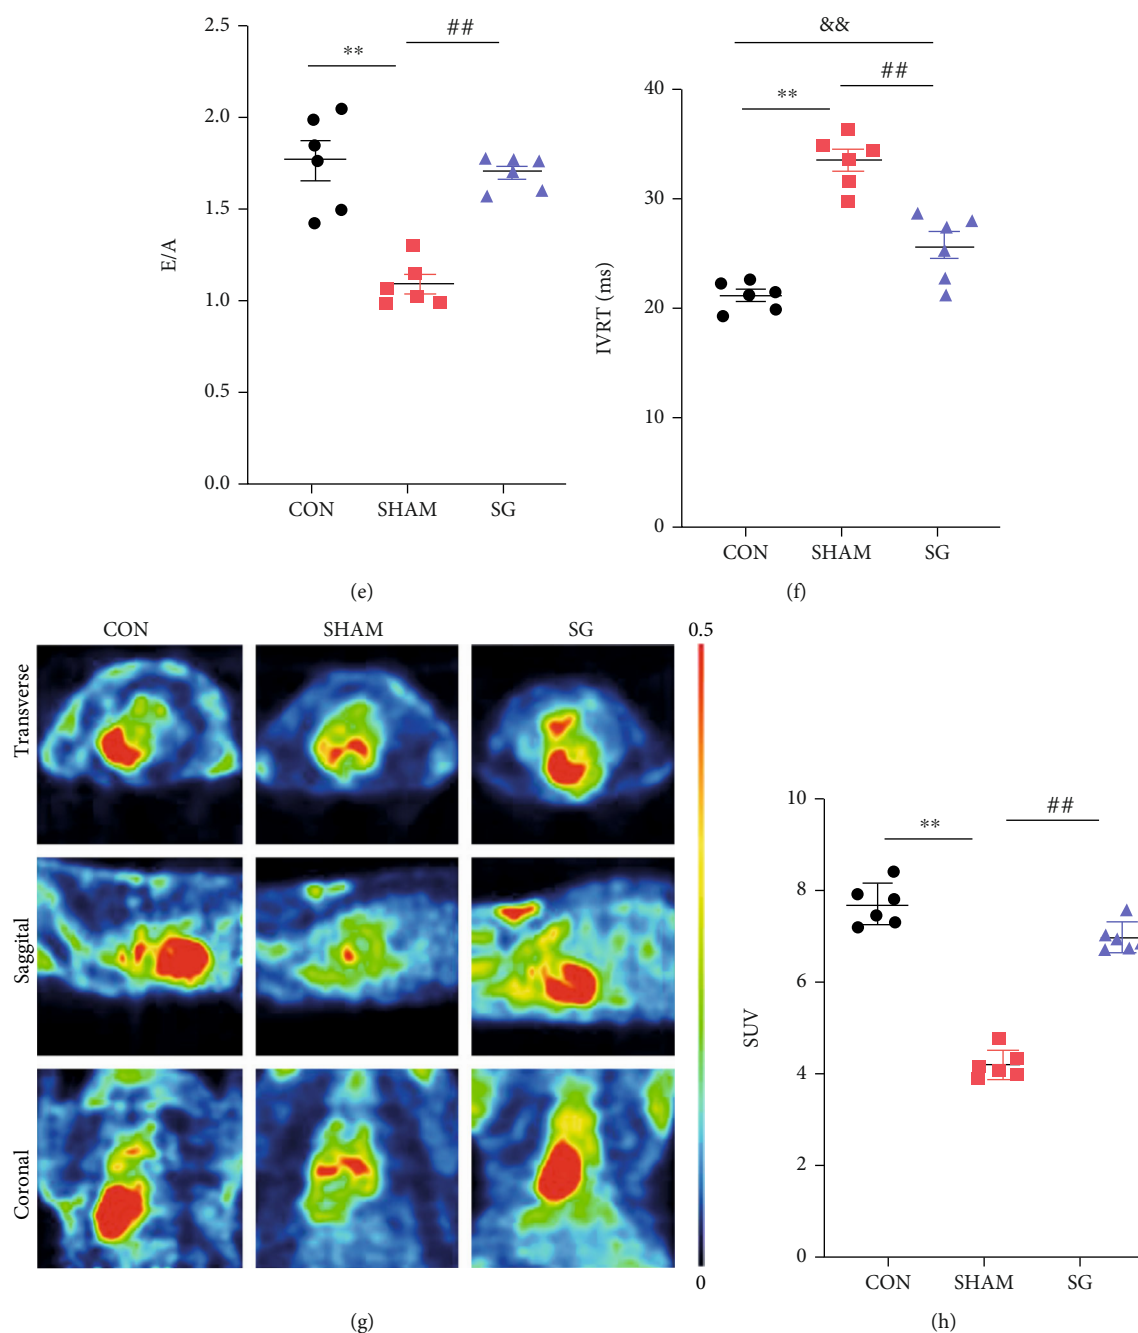 2.5
2.0
1.5
1.0
0.5
0.0
E/A
**
##
CON SHAM SG
(e)
40
30
20
10
0
IVRT (ms)
&&
**
##
CON SHAM SG
(f)
CON SHAM SG
Transverse
Saggital
Coronal
0.5
0
(g)
10
8
6
4
2
0
SUV
**
##
CON SHAM SG
(h)